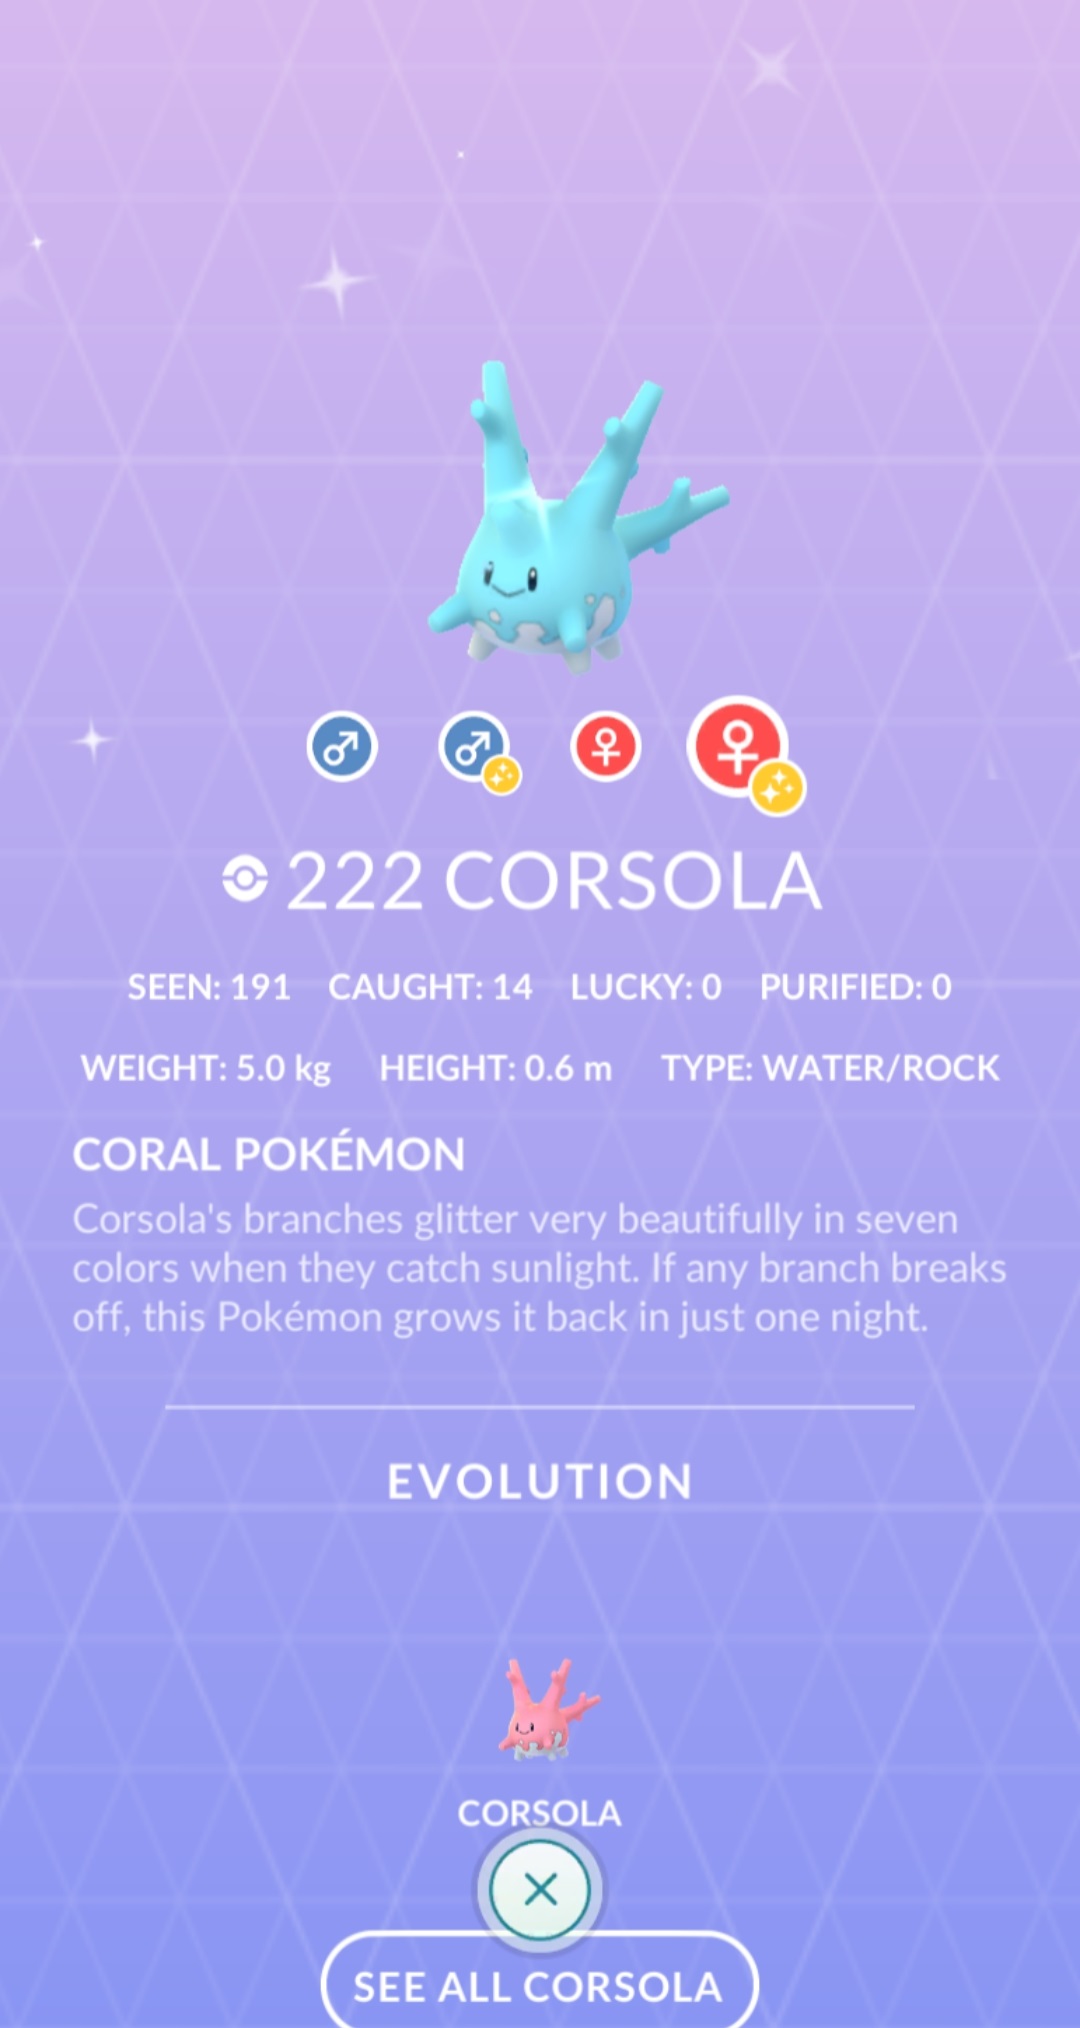 222 CORSOLA
SEEN: 191 CAUGHT: 14 LUCKY: 0 PURIFIED: 0
WEIGHT: 5.0 kg HEIGHT: 0.6 m TYPE: WATER/ROCK
CORAL POKÉMON
Corsola's branches glitter very beautifully in seven
colors when they catch sunlight. If any branch breaks
off, this Pokémon grows it back in just one night.
EVOLUTION
CORSOLA
SEE ALL CORSOLA